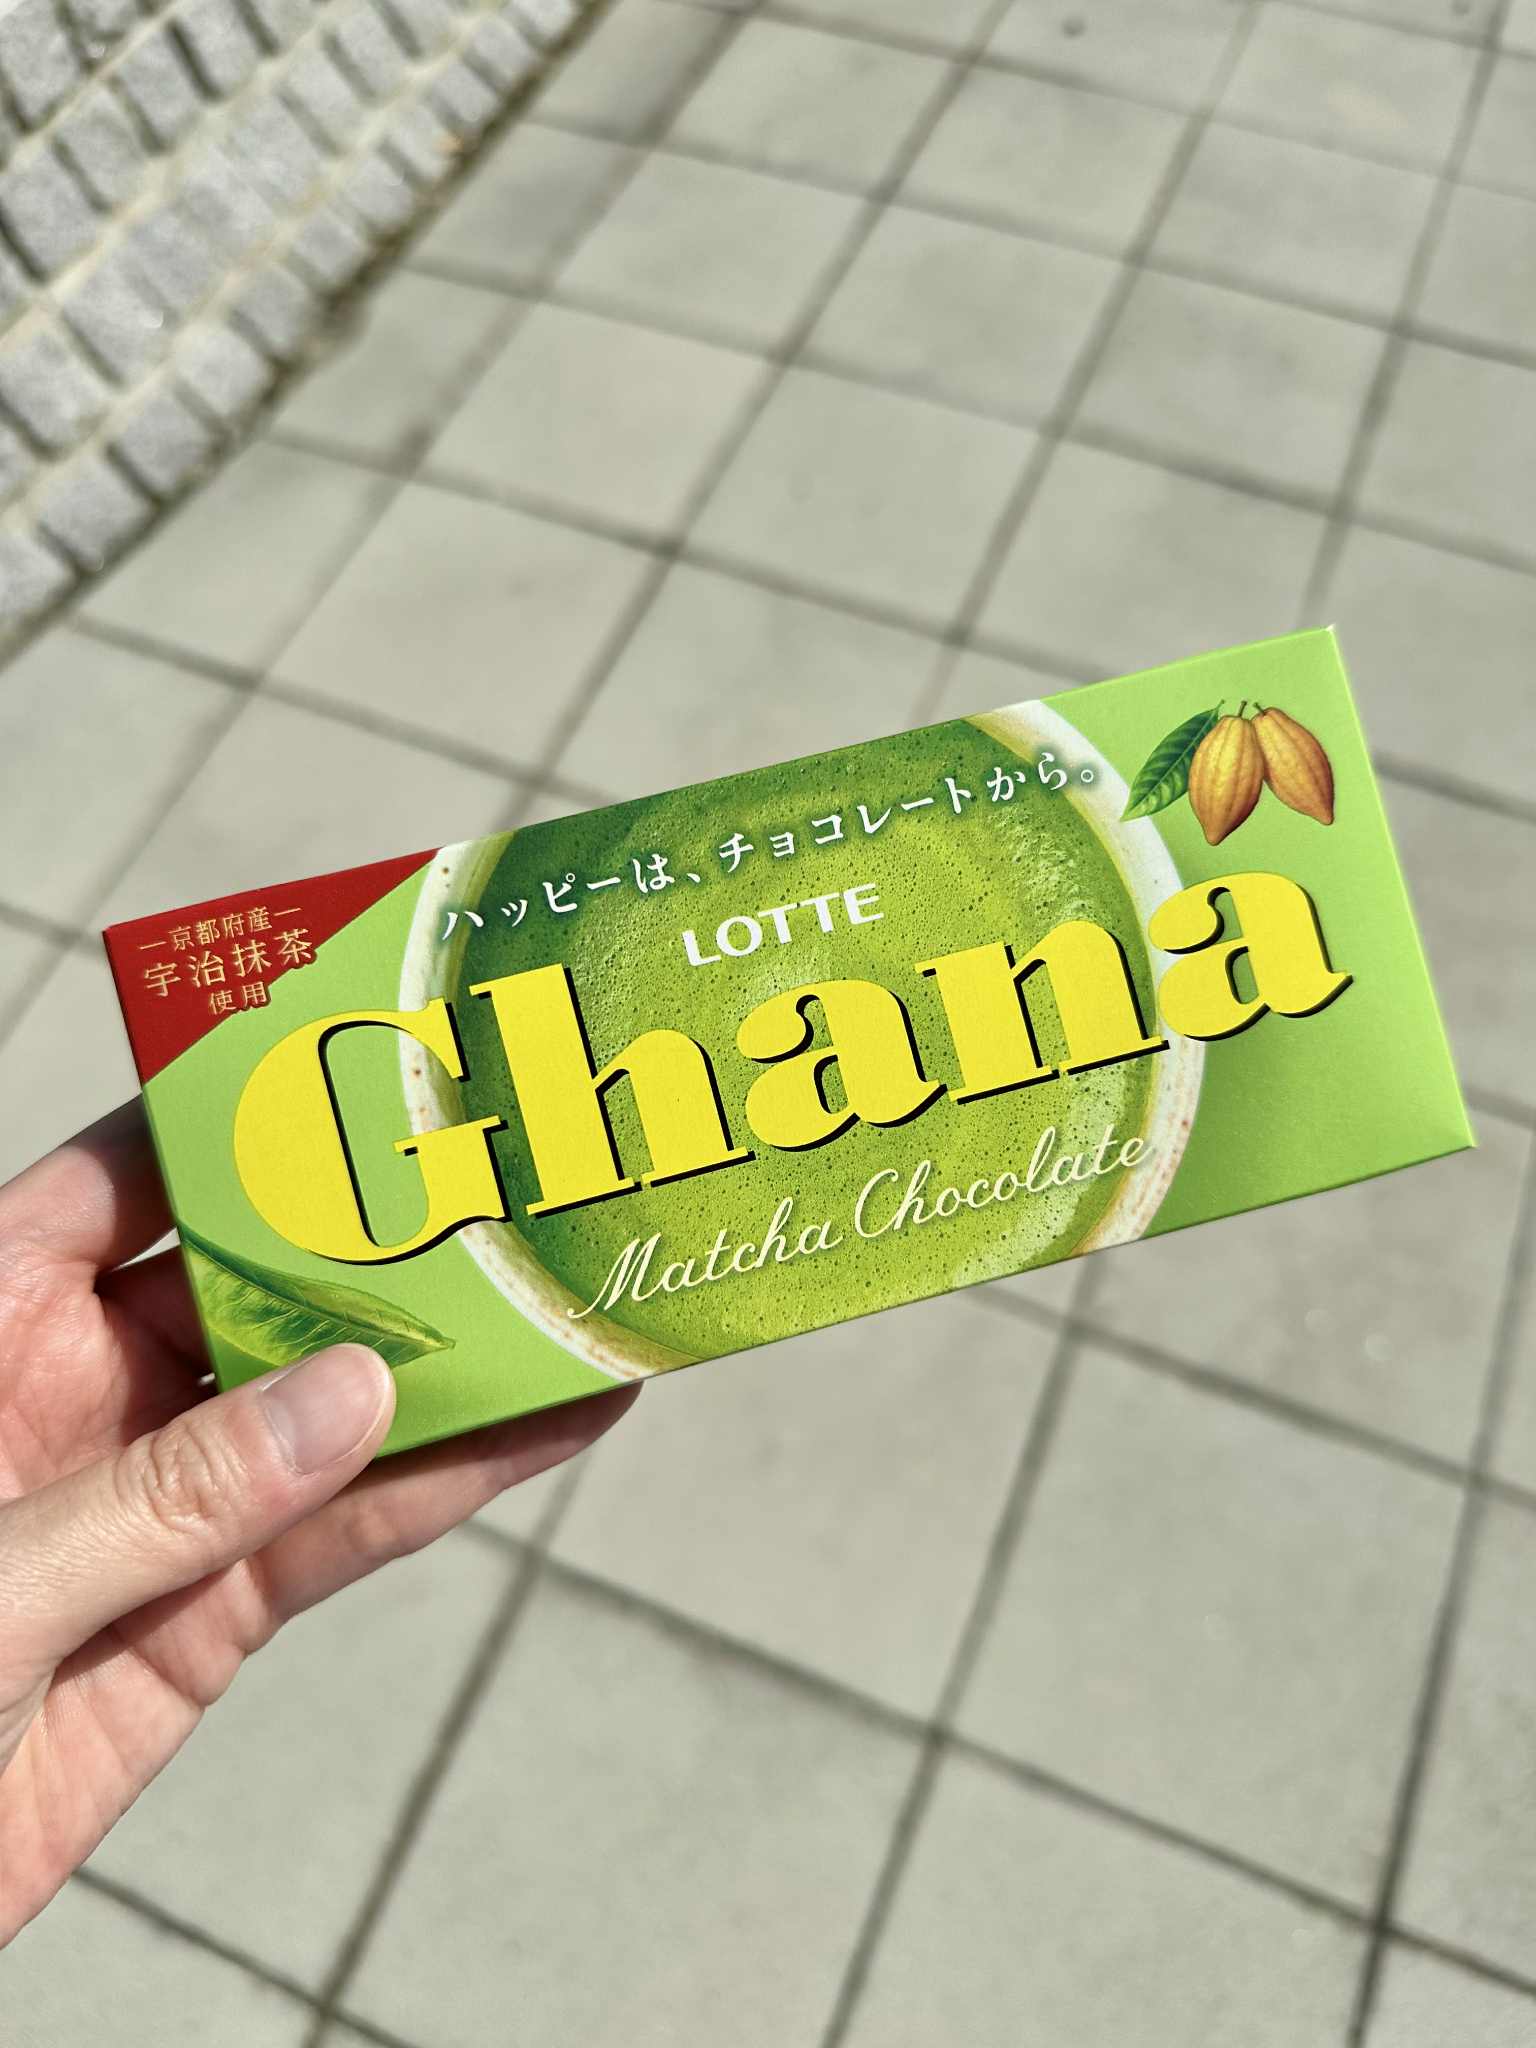 ー京都府産ー
宇治抹茶
使用
ハッピーは、チョコレートから。
LOTTE
Ghana
Matcha Chocolate